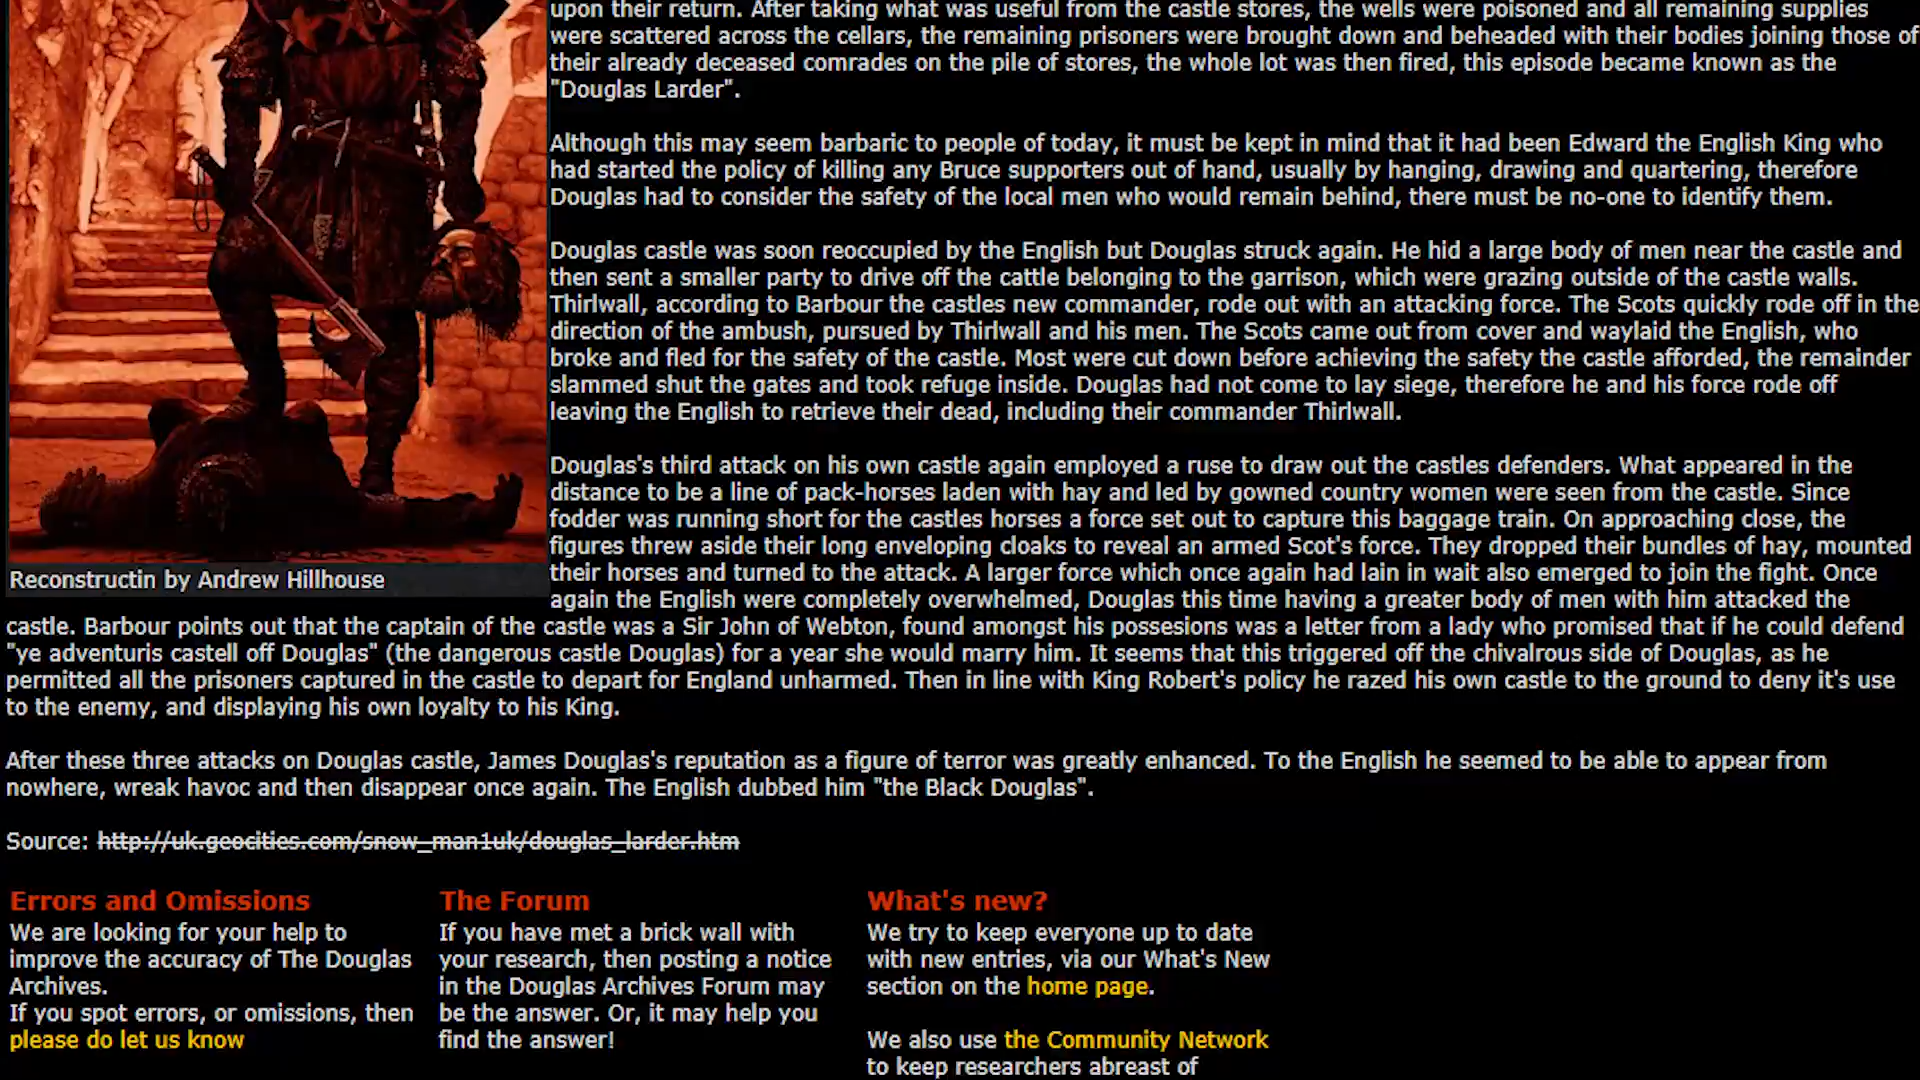 upon their return. After taking what was useful from the castle stores, the wells were poisoned and all remaining supplies
were scattered across the cellars, the remaining prisoners were brought down and beheaded with their bodies joining those of
their already deceased comrades on the pile of stores, the whole lot was then fired, this episode became known as the
"Douglas Larder".
Although this may seem barbaric to people of today, it must be kept in mind that it had been Edward the English King who
had started the policy of killing any Bruce supporters out of hand, usually by hanging, drawing and quartering, therefore
Douglas had to consider the safety of the local men who would remain behind, there must be no-one to identify them.
Douglas castle was soon reoccupied by the English but Douglas struck again. He hid a large body of men near the castle and
then sent a smaller party to drive off the cattle belonging to the garrison, which were grazing outside of the castle walls.
Thirlwall, according to Barbour the castles new commander, rode out with an attacking force. The Scots quickly rode off in the
direction of the ambush, pursued by Thirlwall and his men. The Scots came out from cover and waylaid the English, who
broke and fled for the safety of the castle. Most were cut down before achieving the safety the castle afforded, the remainder
slammed shut the gates and took refuge inside. Douglas had not come to lay siege, therefore he and his force rode off
leaving the English to retrieve their dead, including their commander Thirlwall.
Douglas's third attack on his own castle again employed a ruse to draw out the castles defenders. What appeared in the
distance to be a line of pack-horses laden with hay and led by gowned country women were seen from the castle. Since
fodder was running short for the castles horses a force set out to capture this baggage train. On approaching close, the
figures threw aside their long enveloping cloaks to reveal an armed Scot's force. They dropped their bundles of hay, mounted
their horses and turned to the attack. A larger force which once again had lain in wait also emerged to join the fight. Once
again the English were completely overwhelmed, Douglas this time having a greater body of men with him attacked the
castle. Barbour points out that the captain of the castle was a Sir John of Webton, found amongst his possesions was a letter from a lady who promised that if he could defend
"ye adventuris castell off Douglas" (the dangerous castle Douglas) for a year she would marry him. It seems that this triggered off the chivalrous side of Douglas, as he
permitted all the prisoners captured in the castle to depart for England unharmed. Then in line with King Robert's policy he razed his own castle to the ground to deny it's use
to the enemy, and displaying his own loyalty to his King.
Reconstructin by Andrew Hillhouse
After these three attacks on Douglas castle, James Douglas's reputation as a figure of terror was greatly enhanced. To the English he seemed to be able to appear from
nowhere, wreak havoc and then disappear once again. The English dubbed him "the Black Douglas".
Source: http://uk.geocities.com/snow_man1uk/douglas_larder.htm
Errors and Omissions
We are looking for your help to
improve the accuracy of The Douglas
Archives.
If you spot errors, or omissions, then
please do let us know
The Forum
If you have met a brick wall with
your research, then posting a notice
in the Douglas Archives Forum may
be the answer. Or, it may help you
find the answer!
What's new?
We try to keep everyone up to date
with new entries, via our What's New
section on the home page.
We also use the Community Network
to keep researchers abreast of